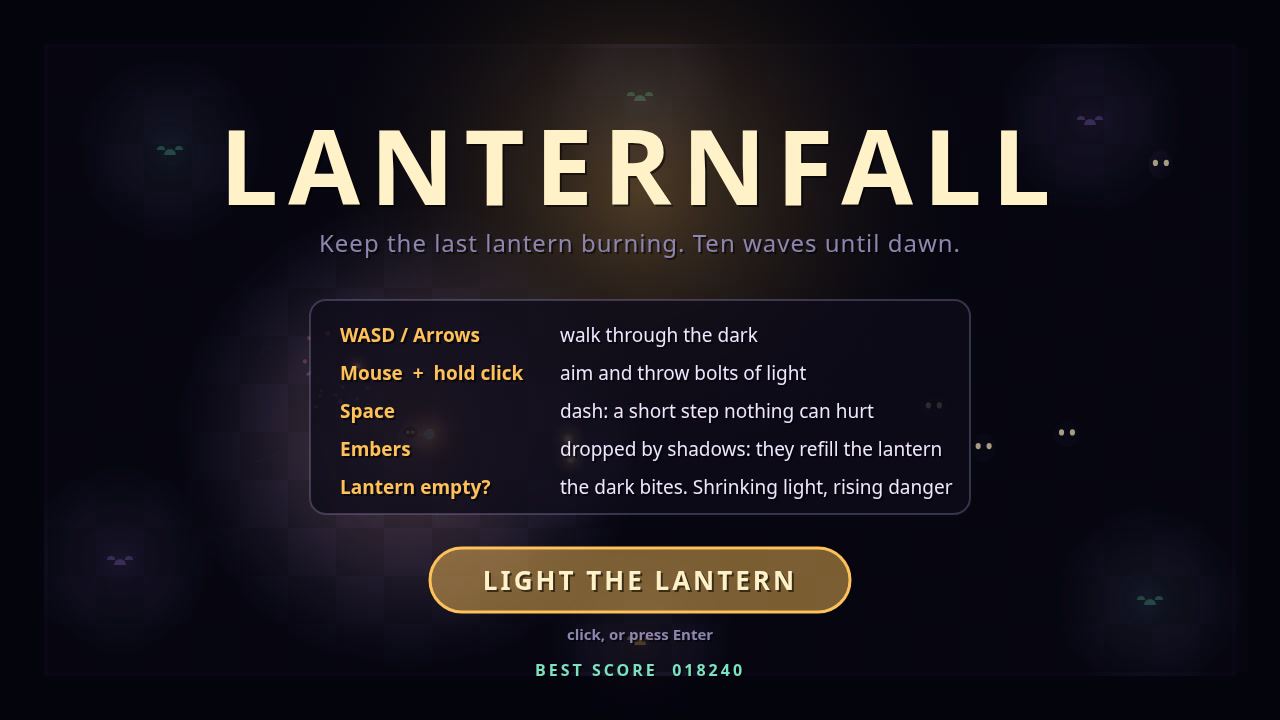 LANTERNFALL
Keep the last lantern burning. Ten waves until dawn.
WASD / Arrows walk through the dark
Mouse + hold click aim and throw bolts of light
Space dash: a short step nothing can hurt
Embers dropped by shadows: they refill the lantern
Lantern empty? the dark bites. Shrinking light, rising danger
LIGHT THE LANTERN
click, or press Enter
BEST SCORE 018240